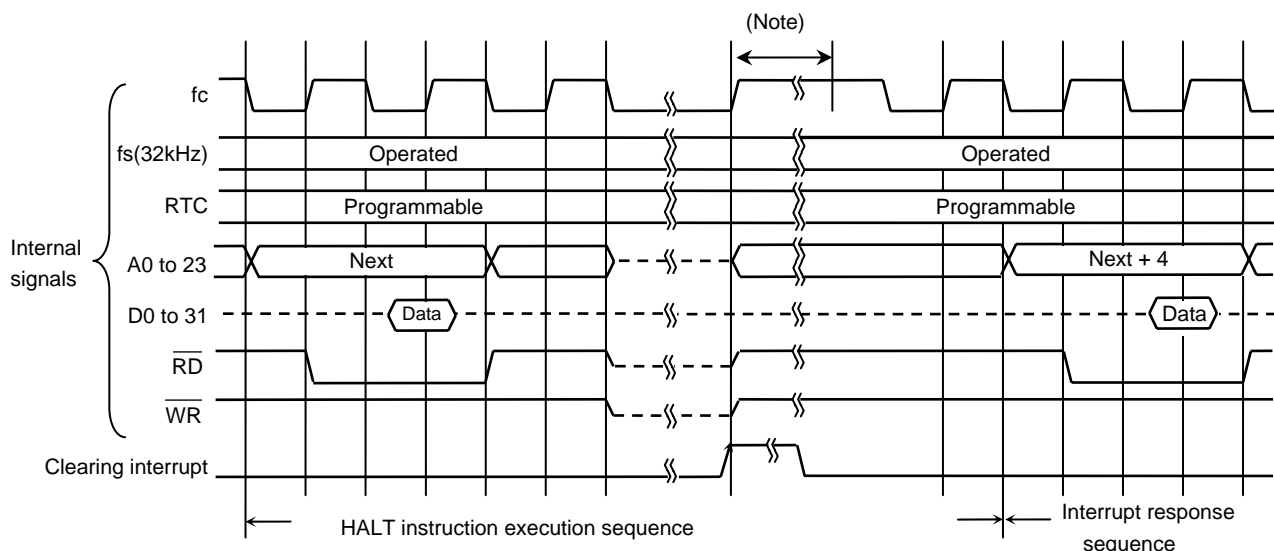 (Note)
fc
fs(32kHz)
Operated
Operated
RTC
Programmable
Programmable
Internal
signals
A0 to 23
Next
Next + 4
D0 to 31
Data
Data
RD
WR
Clearing interrupt
HALT instruction execution sequence
Interrupt response
sequence